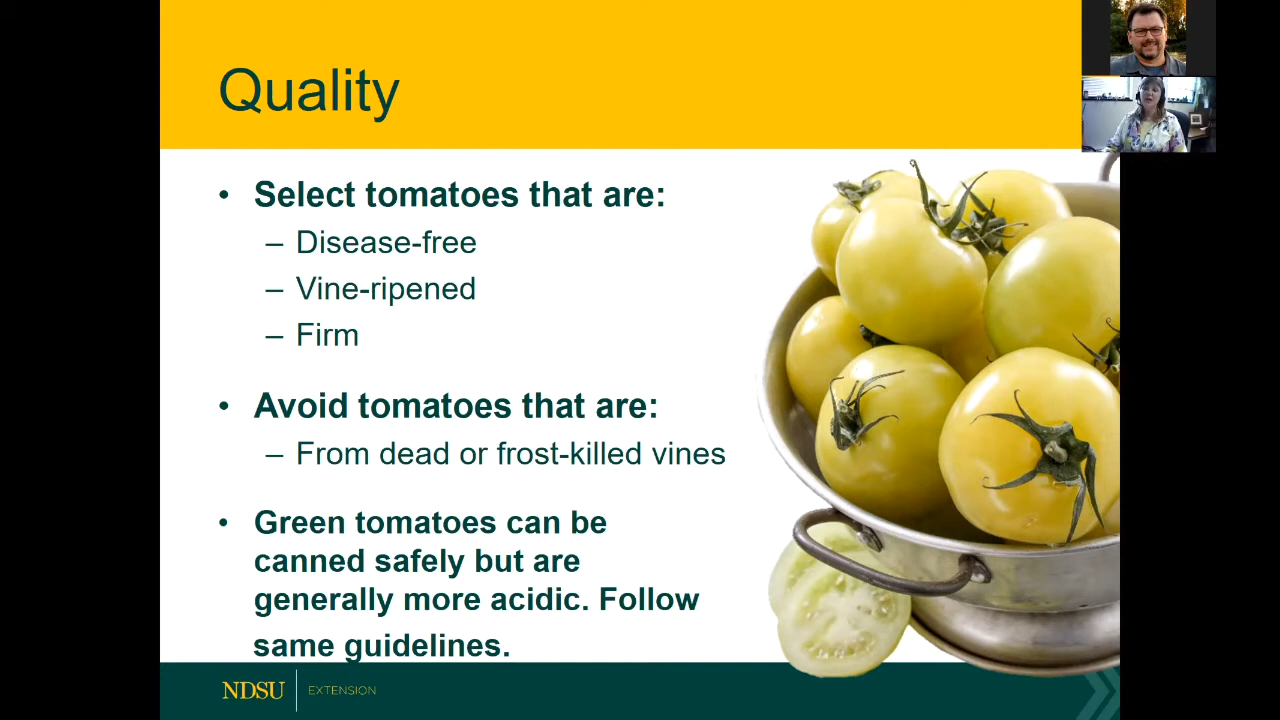 Quality
• Select tomatoes that are:
– Disease-free
– Vine-ripened
– Firm
• Avoid tomatoes that are:
– From dead or frost-killed vines
• Green tomatoes can be
canned safely but are
generally more acidic. Follow
same guidelines.
NDSU EXTENSION